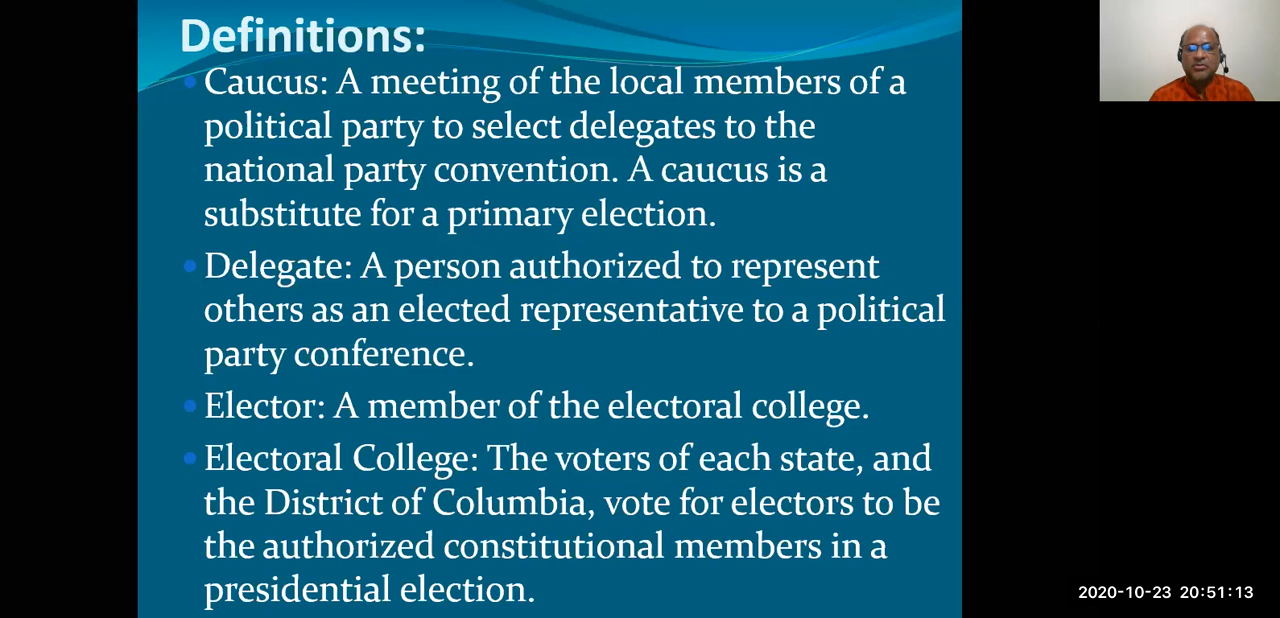 Definitions:
• Caucus: A meeting of the local members of a
political party to select delegates to the
national party convention. A caucus is a
substitute for a primary election.
• Delegate: A person authorized to represent
others as an elected representative to a political
party conference.
• Elector: A member of the electoral college.
• Electoral College: The voters of each state, and
the District of Columbia, vote for electors to be
the authorized constitutional members in a
presidential election.
2020-10-23 20:51:13